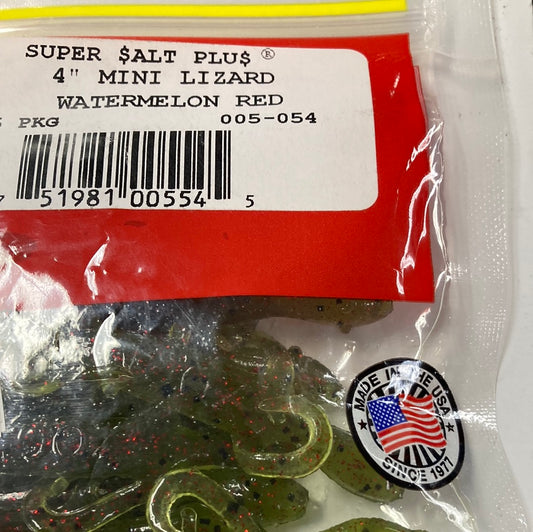 SUPER $ALT PLU$®
4" MINI LIZARD
WATERMELON RED
PKG 005-054
51981 00554 5
MADE IN THE USA
SINCE 1977